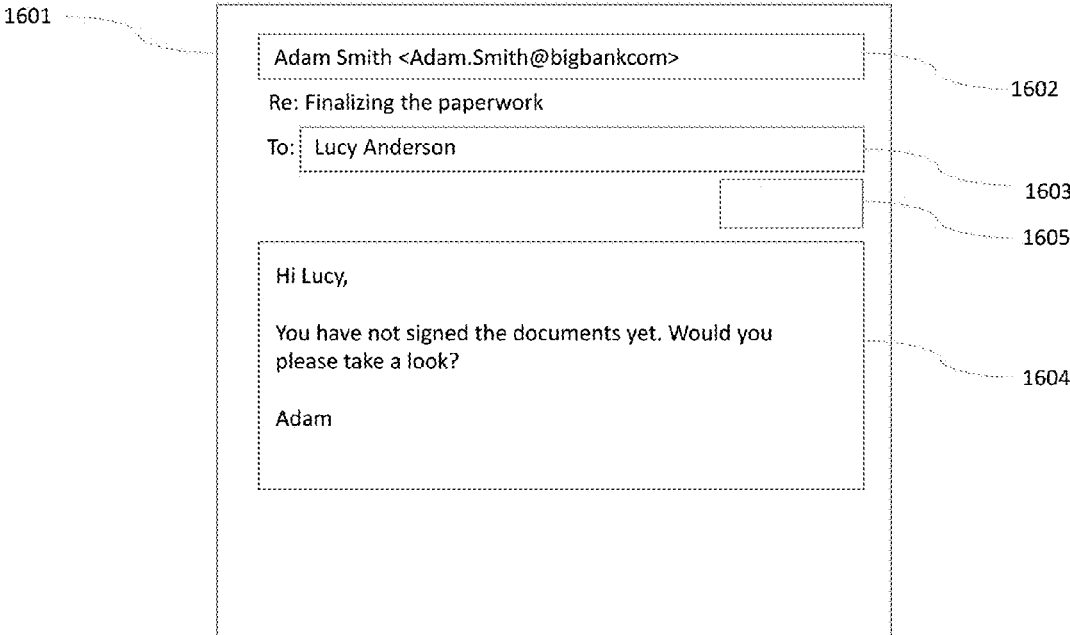 1601
Adam Smith <Adam.Smith@bigbankcom>
1602
Re: Finalizing the paperwork
To: Lucy Anderson
1603
1605
Hi Lucy,
You have not signed the documents yet. Would you
please take a look?
1604
Adam